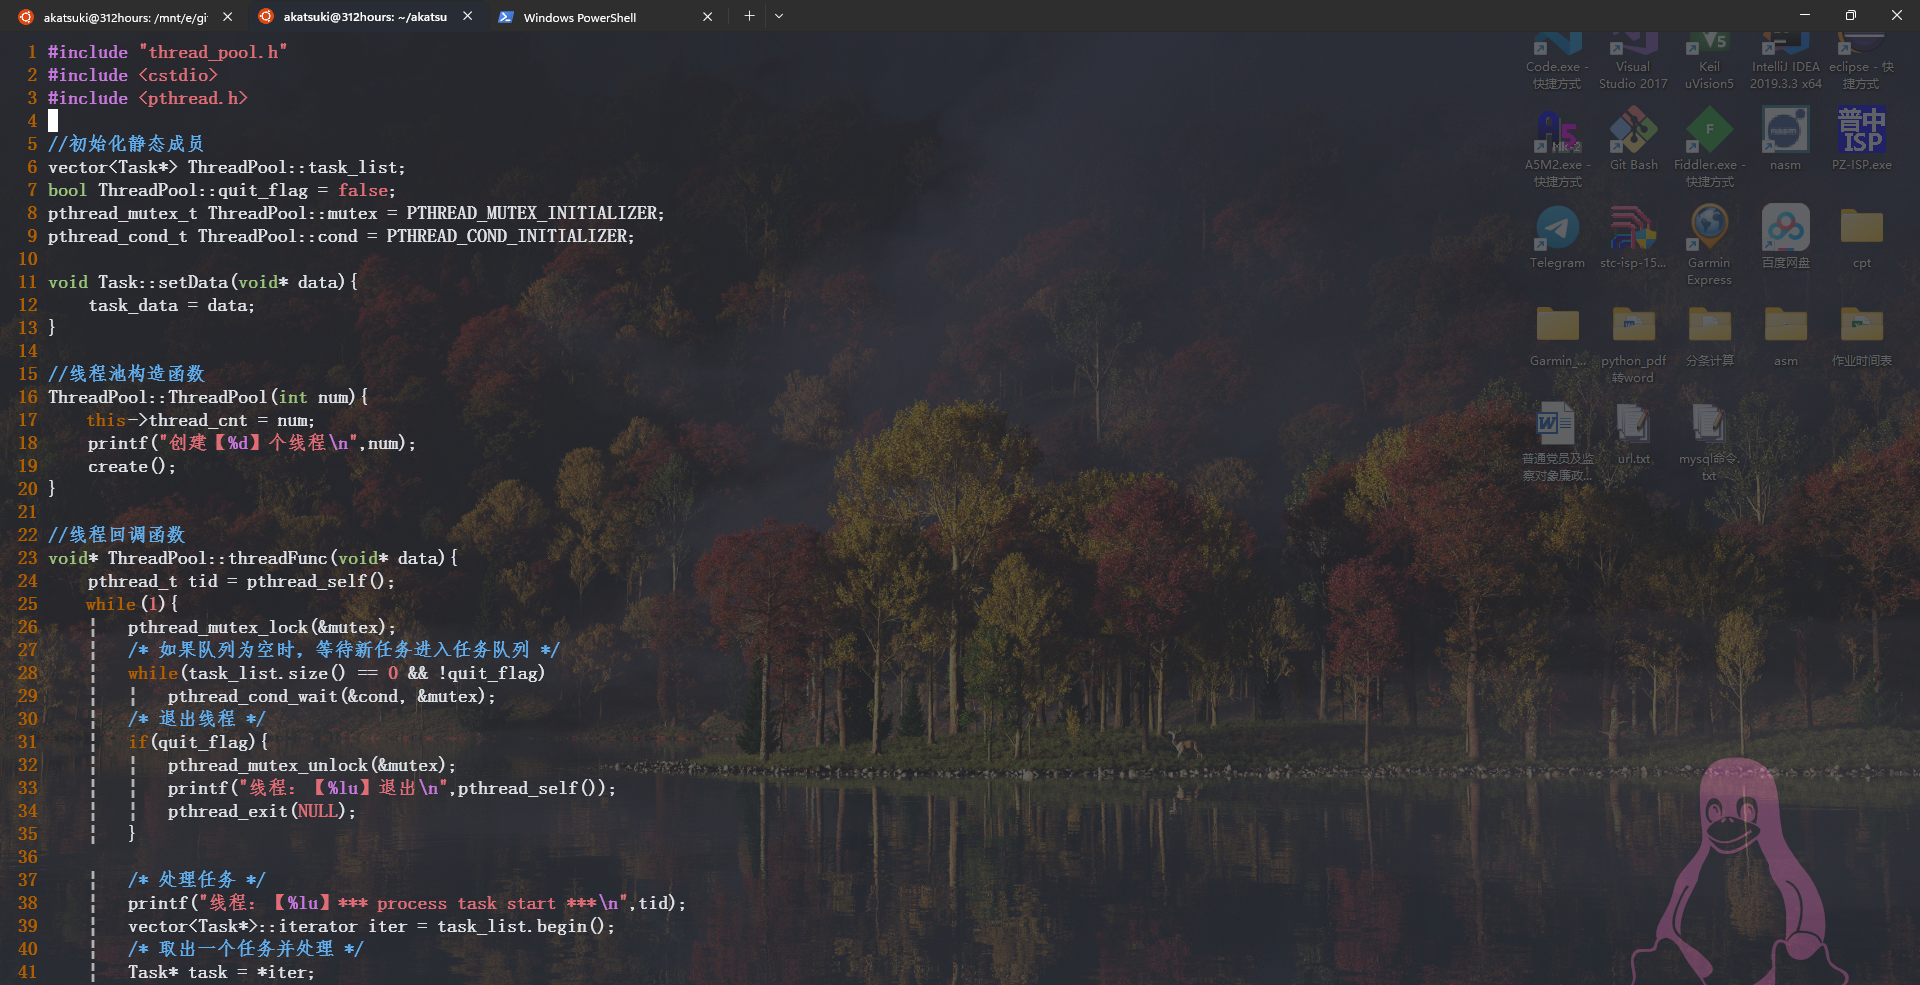 akatsuki@312hours: /mnt/e/gi
akatsuki@312hours: ~/akatsu
Windows PowerShell
1 #include "thread_pool.h"
2 #include <cstdio>
3 #include <pthread.h>
4
5 //初始化静态成员
6 vector<Task*> ThreadPool::task_list;
7 bool ThreadPool::quit_flag = false;
8 pthread_mutex_t ThreadPool::mutex = PTHREAD_MUTEX_INITIALIZER;
9 pthread_cond_t ThreadPool::cond = PTHREAD_COND_INITIALIZER;
10
11 void Task::setData(void* data){
12     task_data = data;
13 }
14
15 //线程池构造函数
16 ThreadPool::ThreadPool(int num){
17     this->thread_cnt = num;
18     printf("创建【%d】个线程\n",num);
19     create();
20 }
21
22 //线程回调函数
23 void* ThreadPool::threadFunc(void* data){
24     pthread_t tid = pthread_self();
25     while(1){
26     ¦   pthread_mutex_lock(&mutex);
27     ¦   /* 如果队列为空时，等待新任务进入任务队列 */
28     ¦   while(task_list.size() == 0 && !quit_flag)
29     ¦   ¦   pthread_cond_wait(&cond, &mutex);
30     ¦   /* 退出线程 */
31     ¦   if(quit_flag){
32     ¦   ¦   pthread_mutex_unlock(&mutex);
33     ¦   ¦   printf("线程：【%lu】退出\n",pthread_self());
34     ¦   ¦   pthread_exit(NULL);
35     ¦   }
36
37     ¦   /* 处理任务 */
38     ¦   printf("线程：【%lu】*** process task start ***\n",tid);
39     ¦   vector<Task*>::iterator iter = task_list.begin();
40     ¦   /* 取出一个任务并处理 */
41     ¦   Task* task = *iter;
Code.exe - 快捷方式
Visual Studio 2017
V5
Keil uVision5
IntelliJ IDEA 2019.3.3 x64
eclipse - 快捷方式
A5M2.exe - 快捷方式
Git Bash
F
Fiddler.exe - 快捷方式
nasm
nasm
普中
ISP
PZ-ISP.exe
Telegram
stc-isp-15...
Garmin Express
百度网盘
cpt
Garmin_...
python_pdf转word
分条计算
asm
作业时间表
W
普通党员及监察对象廉政...
url.txt
mysql命令.txt